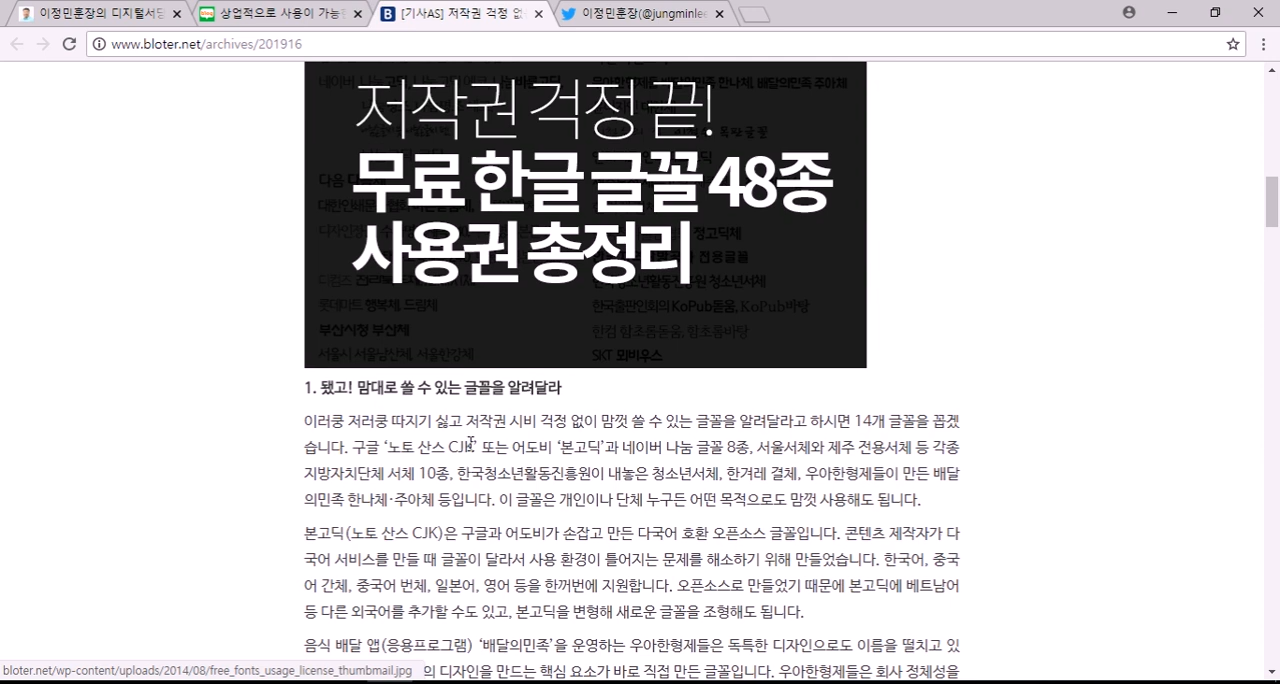 이정민훈장의 디지털서당
상업적으로 사용이 가능한
[기사AS] 저작권 걱정 없
이정민훈장(@jungminlee
www.bloter.net/archives/201916
저작권 걱정 끝!
무료 한글 글꼴 48종
사용권 총정리
정고딕체
롯데마트 행복체, 드림체
한국출판인회의 KoPub돋움, KoPub바탕
부산시청 부산체
한컴 함초롬돋움, 함초롬바탕
서울시 서울남산체, 서울한강체
SKT 뫼비우스
1. 됐고! 맘대로 쓸 수 있는 글꼴을 알려달라
이러쿵 저러쿵 따지기 싫고 저작권 시비 걱정 없이 맘껏 쓸 수 있는 글꼴을 알려달라고 하시면 14개 글꼴을 꼽겠
습니다. 구글 ‘노토 산스 CJK’ 또는 어도비 ‘본고딕’과 네이버 나눔 글꼴 8종, 서울서체와 제주 전용서체 등 각종
지방자치단체 서체 10종, 한국청소년활동진흥원이 내놓은 청소년서체, 한겨레 결체, 우아한형제들이 만든 배달
의민족 한나체·주아체 등입니다. 이 글꼴은 개인이나 단체 누구든 어떤 목적으로도 맘껏 사용해도 됩니다.
본고딕(노토 산스 CJK)은 구글과 어도비가 손잡고 만든 다국어 호환 오픈소스 글꼴입니다. 콘텐츠 제작자가 다
국어 서비스를 만들 때 글꼴이 달라서 사용 환경이 틀어지는 문제를 해소하기 위해 만들었습니다. 한국어, 중국
어 간체, 중국어 번체, 일본어, 영어 등을 한꺼번에 지원합니다. 오픈소스로 만들었기 때문에 본고딕에 베트남어
등 다른 외국어를 추가할 수도 있고, 본고딕을 변형해 새로운 글꼴을 조형해도 됩니다.
음식 배달 앱(응용프로그램) ‘배달의민족’을 운영하는 우아한형제들은 독특한 디자인으로도 이름을 떨치고 있
의 디자인을 만드는 핵심 요소가 바로 직접 만든 글꼴입니다. 우아한형제들은 회사 정체성을
bloter.net/wp-content/uploads/2014/08/free_fonts_usage_license_thumbnail.jpg